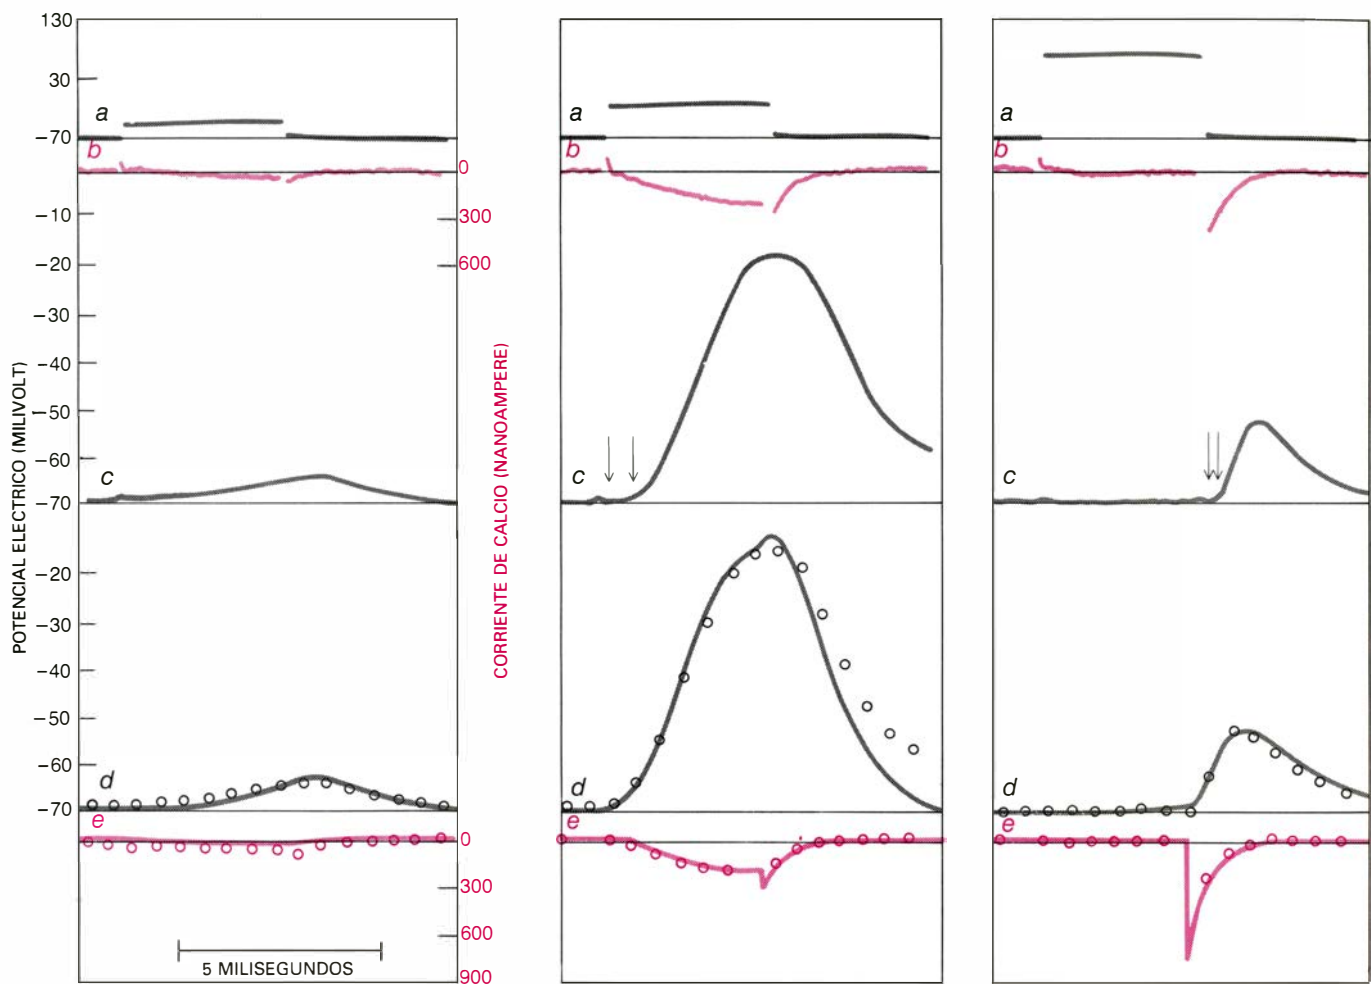 130
30
-70
a
b
0
-10
300
-20
600
-30
-40
-50
-60
c
-70
-20
-30
-40
-50
-60
d
-70
e
0
300
600
900
5 MILISEGUNDOS
POTENCIAL ELECTRICO (MILIVOLT)
CORRIENTE DE CALCIO (NANOAMPERE)
a
b
c
d
e
a
b
c
d
e